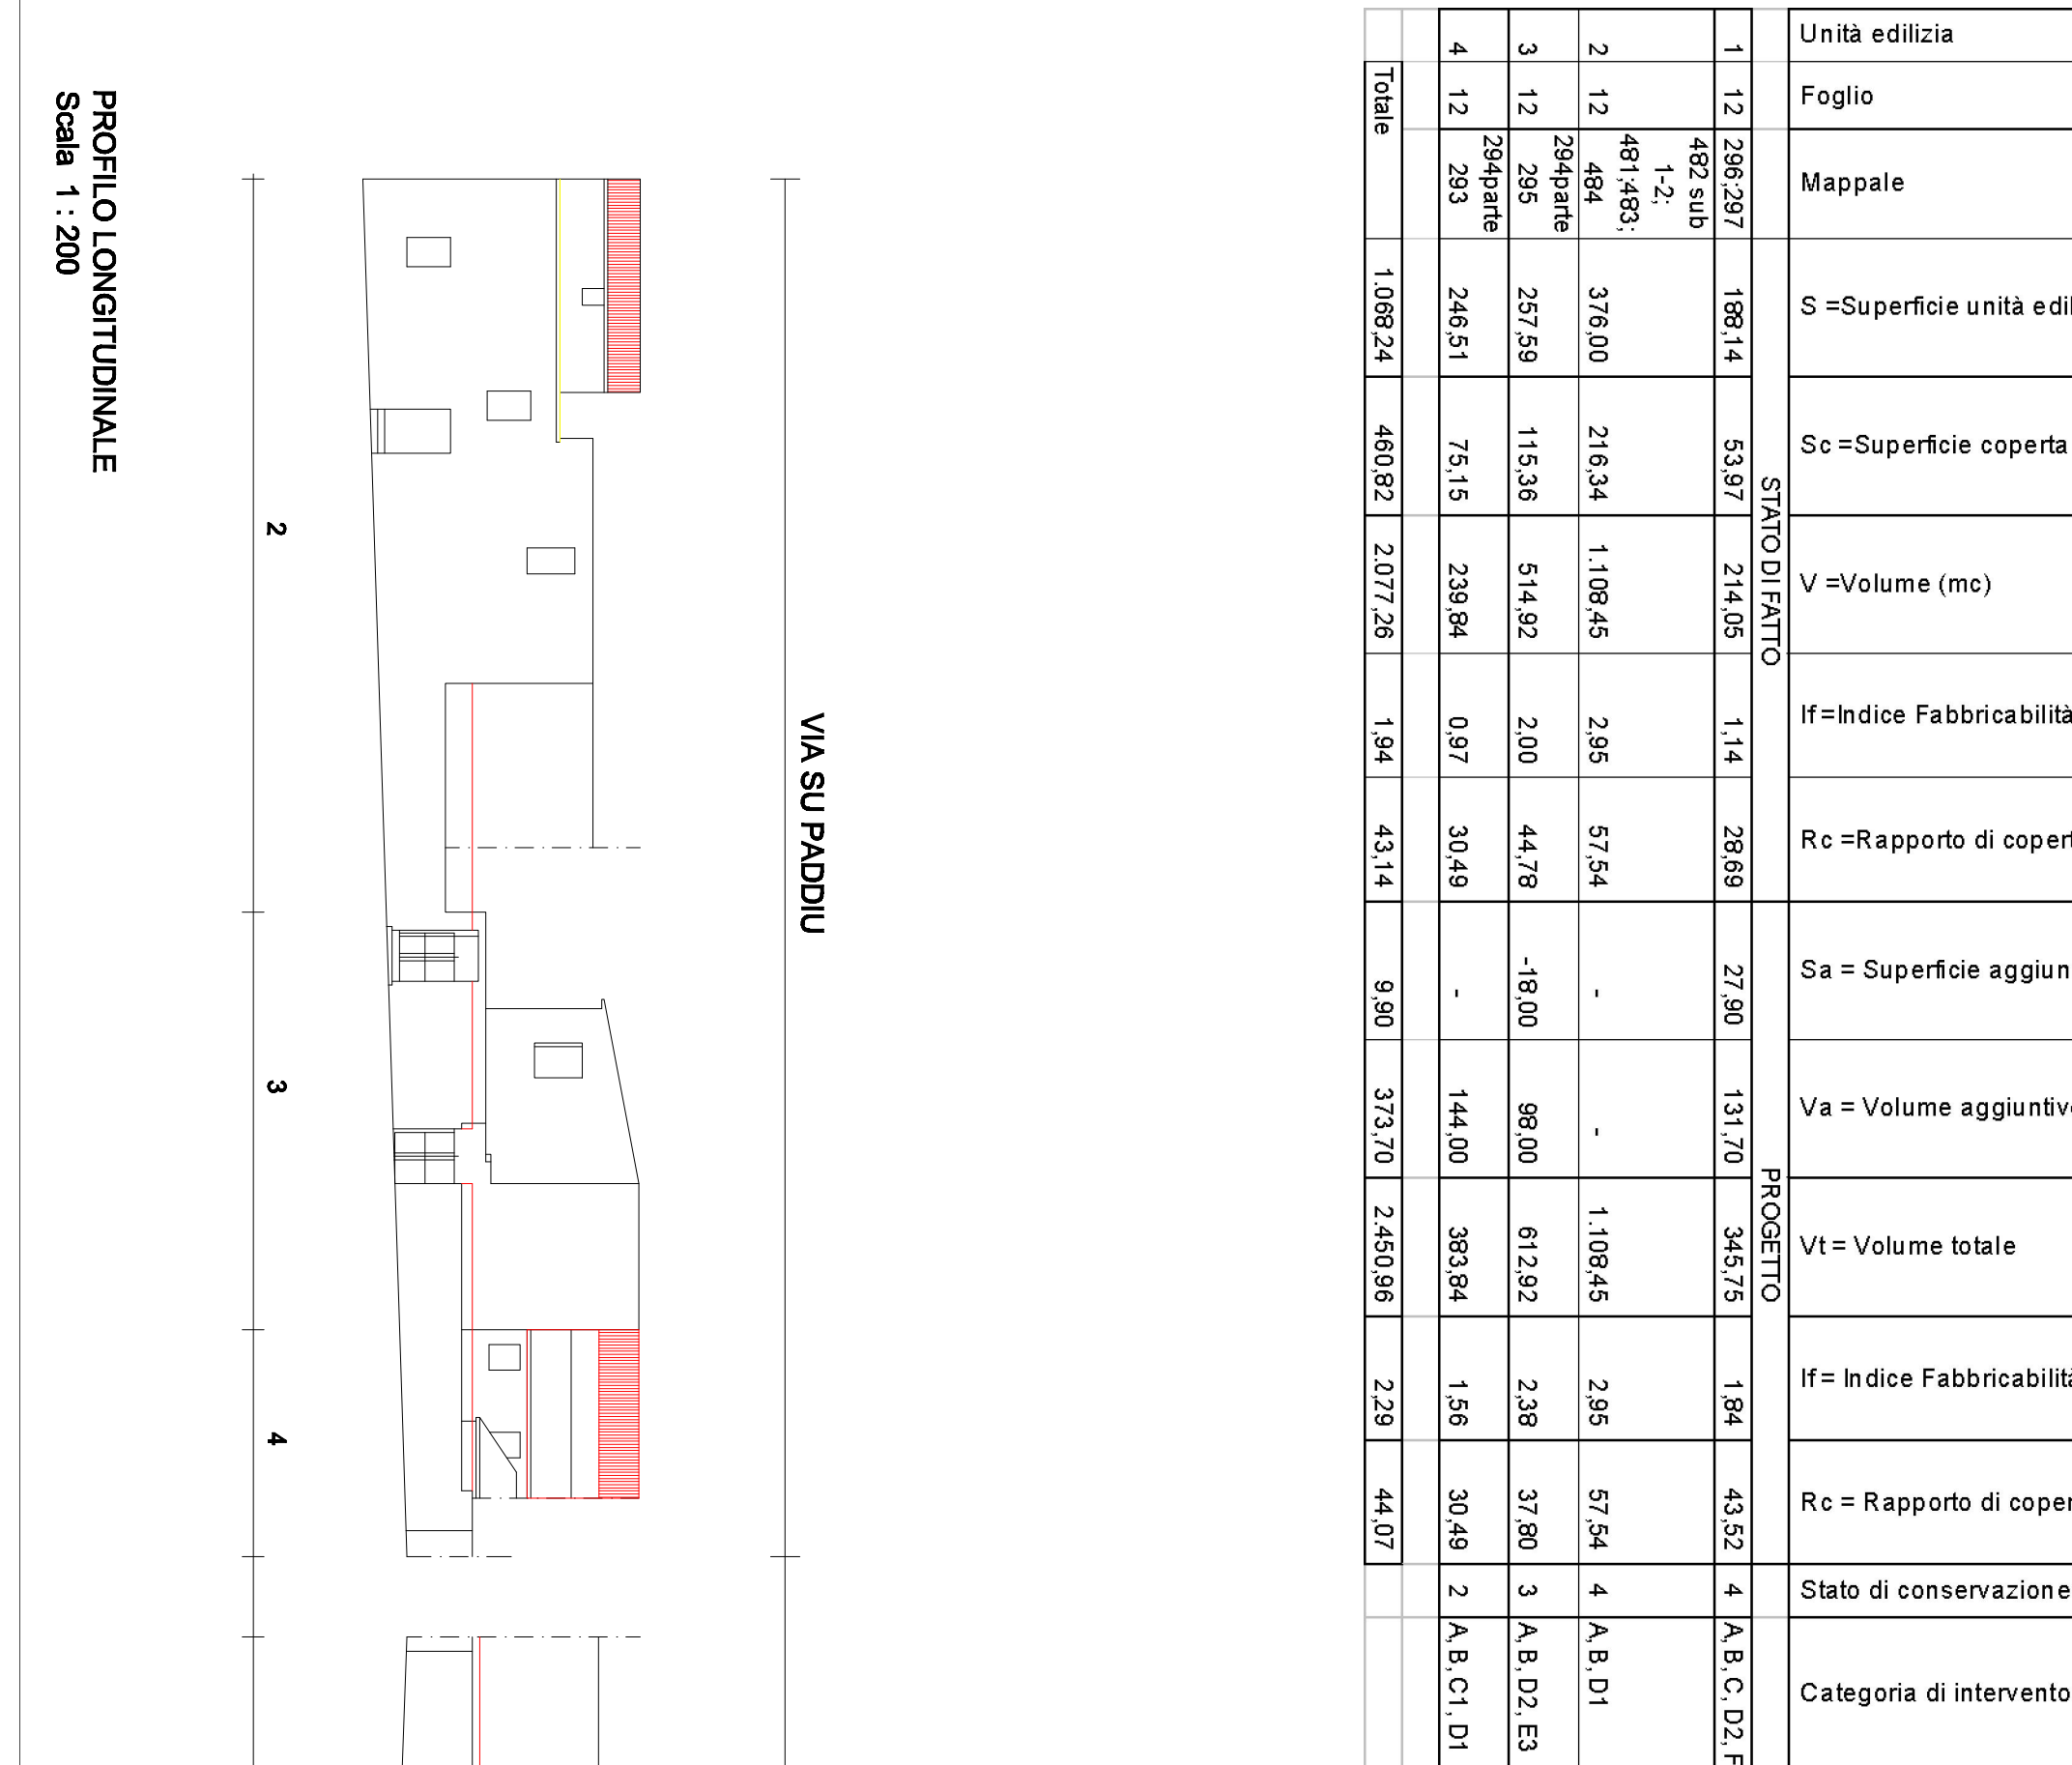 Unità edilizia
Foglio
Mappale
S =Superficie unità edil
Sc =Superficie coperta
V =Volume (mc)
If=Indice Fabbricabilità
Rc =Rapporto di copert
Sa = Superficie aggiun
Va = Volume aggiuntiv
Vt = Volume totale
If= Indice Fabbricabilit
Rc = Rapporto di coper
Stato di conservazione
Categoria di intervento
STATO DI FATTO PROGETTO
1 12 296;297 188,14 53,97 214,05 1,14 28,69 27,90 131,70 345,75 1,84 43,52 4 A, B, C, D2,
482 sub
1-2;
481;483;
2 12 484 376,00 216,34 1.108,45 2,95 57,54 - - 1.108,45 2,95 57,54 4 A, B, D1
294parte
3 12 295 257,59 115,36 514,92 2,00 44,78 -18,00 98,00 612,92 2,38 37,80 3 A, B, D2, E3
294parte
4 12 293 246,51 75,15 239,84 0,97 30,49 - 144,00 383,84 1,56 30,49 2 A, B, C1, D1
Totale 1.068,24 460,82 2.077,26 1,94 43,14 9,90 373,70 2.450,96 2,29 44,07
VIA SU PADDIU
2 3 4
PROFILO LONGITUDINALE
Scala 1 : 200